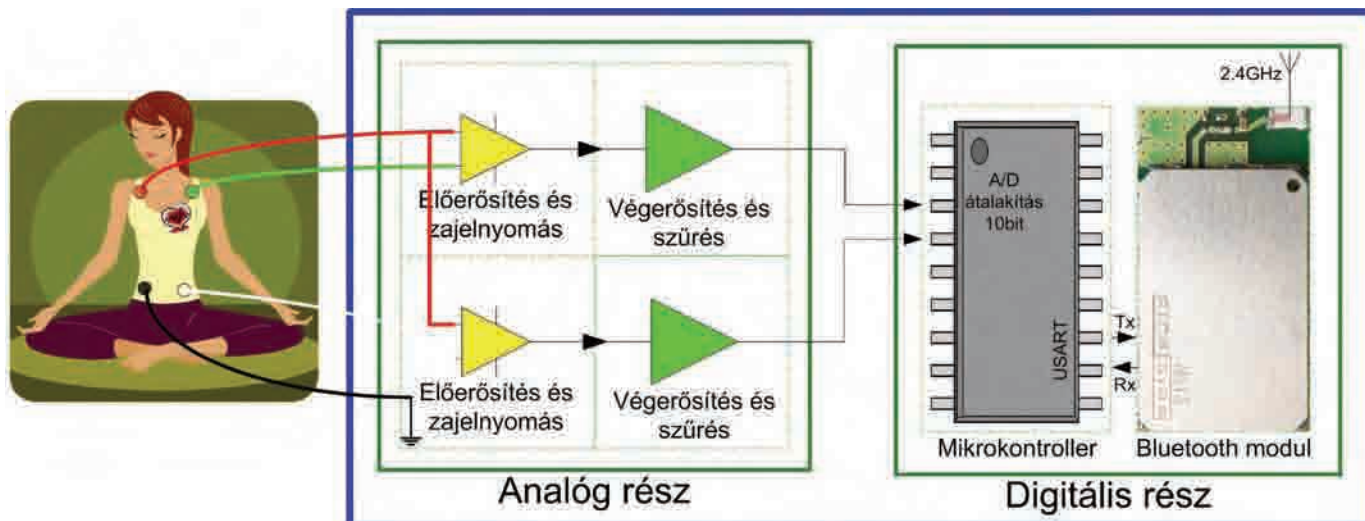 2.4GHz
Előerősítés és
zajelnyomás
Végerősítés és
szűrés
A/D
átalakítás
10bit
USART
Tx
Rx
Előerősítés és
zajelnyomás
Végerősítés és
szűrés
Mikrokontroller
Bluetooth modul
Analóg rész
Digitális rész